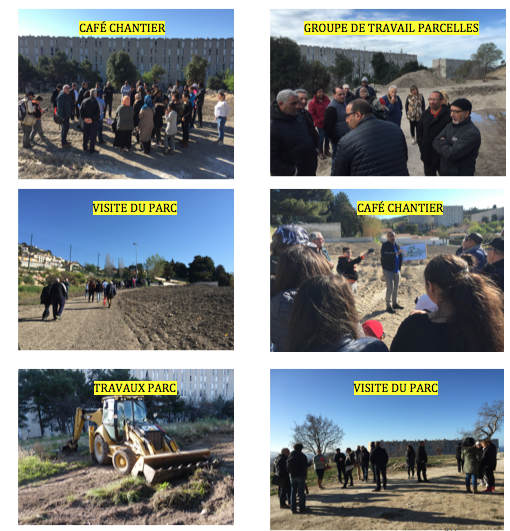 CAFÉ CHANTIER
GROUPE DE TRAVAIL PARCELLES
VISITE DU PARC
CAFÉ CHANTIER
TRAVAUX PARC
VISITE DU PARC